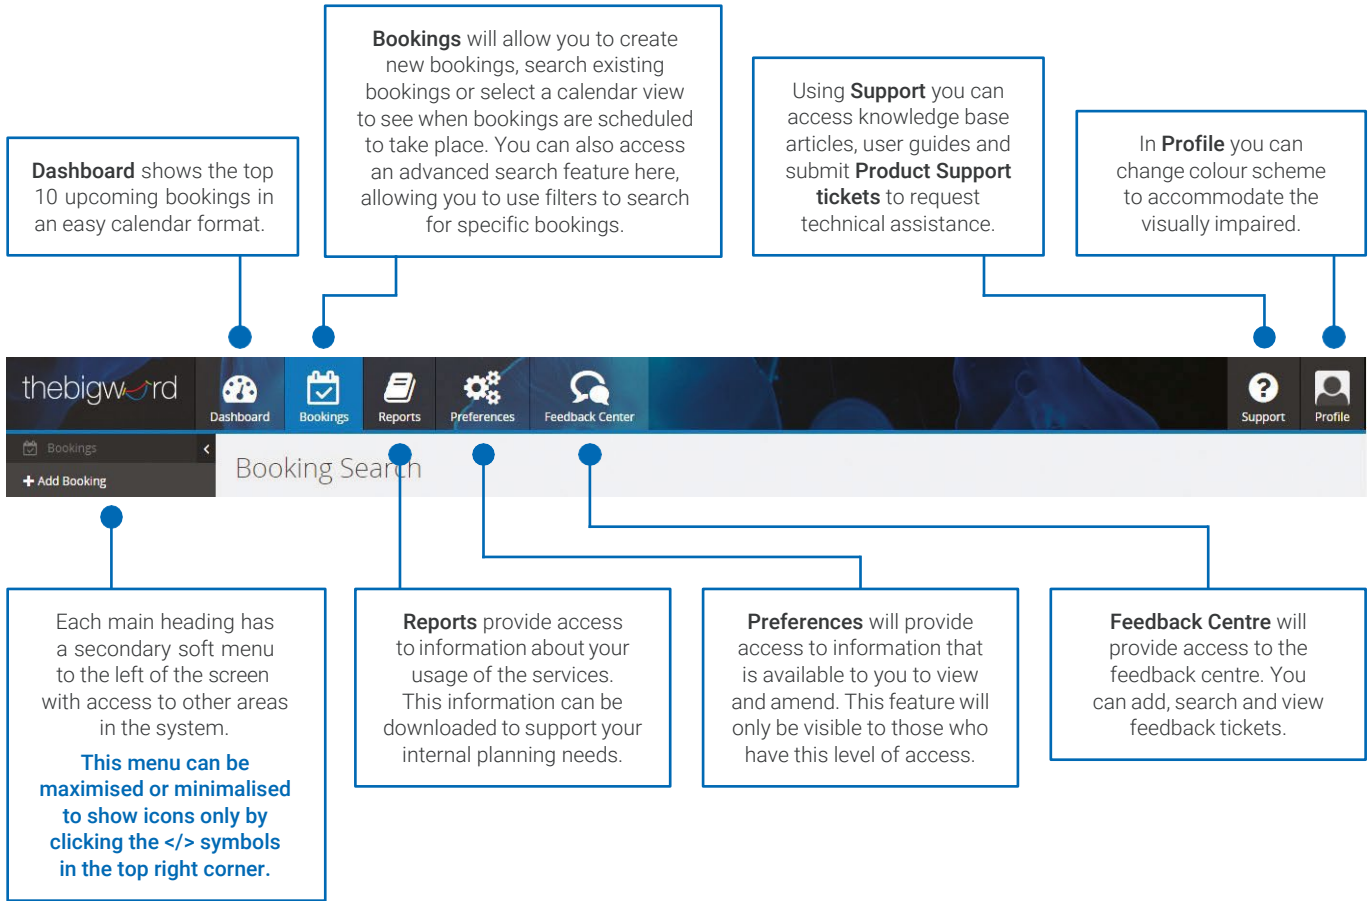 Bookings will allow you to create
new bookings, search existing
bookings or select a calendar view
to see when bookings are scheduled
to take place. You can also access
an advanced search feature here,
allowing you to use filters to search
for specific bookings.
Using Support you can
access knowledge base
articles, user guides and
submit Product Support
tickets to request
technical assistance.
Dashboard shows the top
10 upcoming bookings in
an easy calendar format.
In Profile you can
change colour scheme
to accommodate the
visually impaired.
thebigword
Dashboard
Bookings
Reports
Preferences
Feedback Center
Support
Profile
Bookings <
+ Add Booking
Booking Search
Each main heading has
a secondary soft menu
to the left of the screen
with access to other areas
in the system.
This menu can be
maximised or minimalised
to show icons only by
clicking the </> symbols
in the top right corner.
Reports provide access
to information about your
usage of the services.
This information can be
downloaded to support your
internal planning needs.
Preferences will provide
access to information that
is available to you to view
and amend. This feature will
only be visible to those who
have this level of access.
Feedback Centre will
provide access to the
feedback centre. You
can add, search and view
feedback tickets.